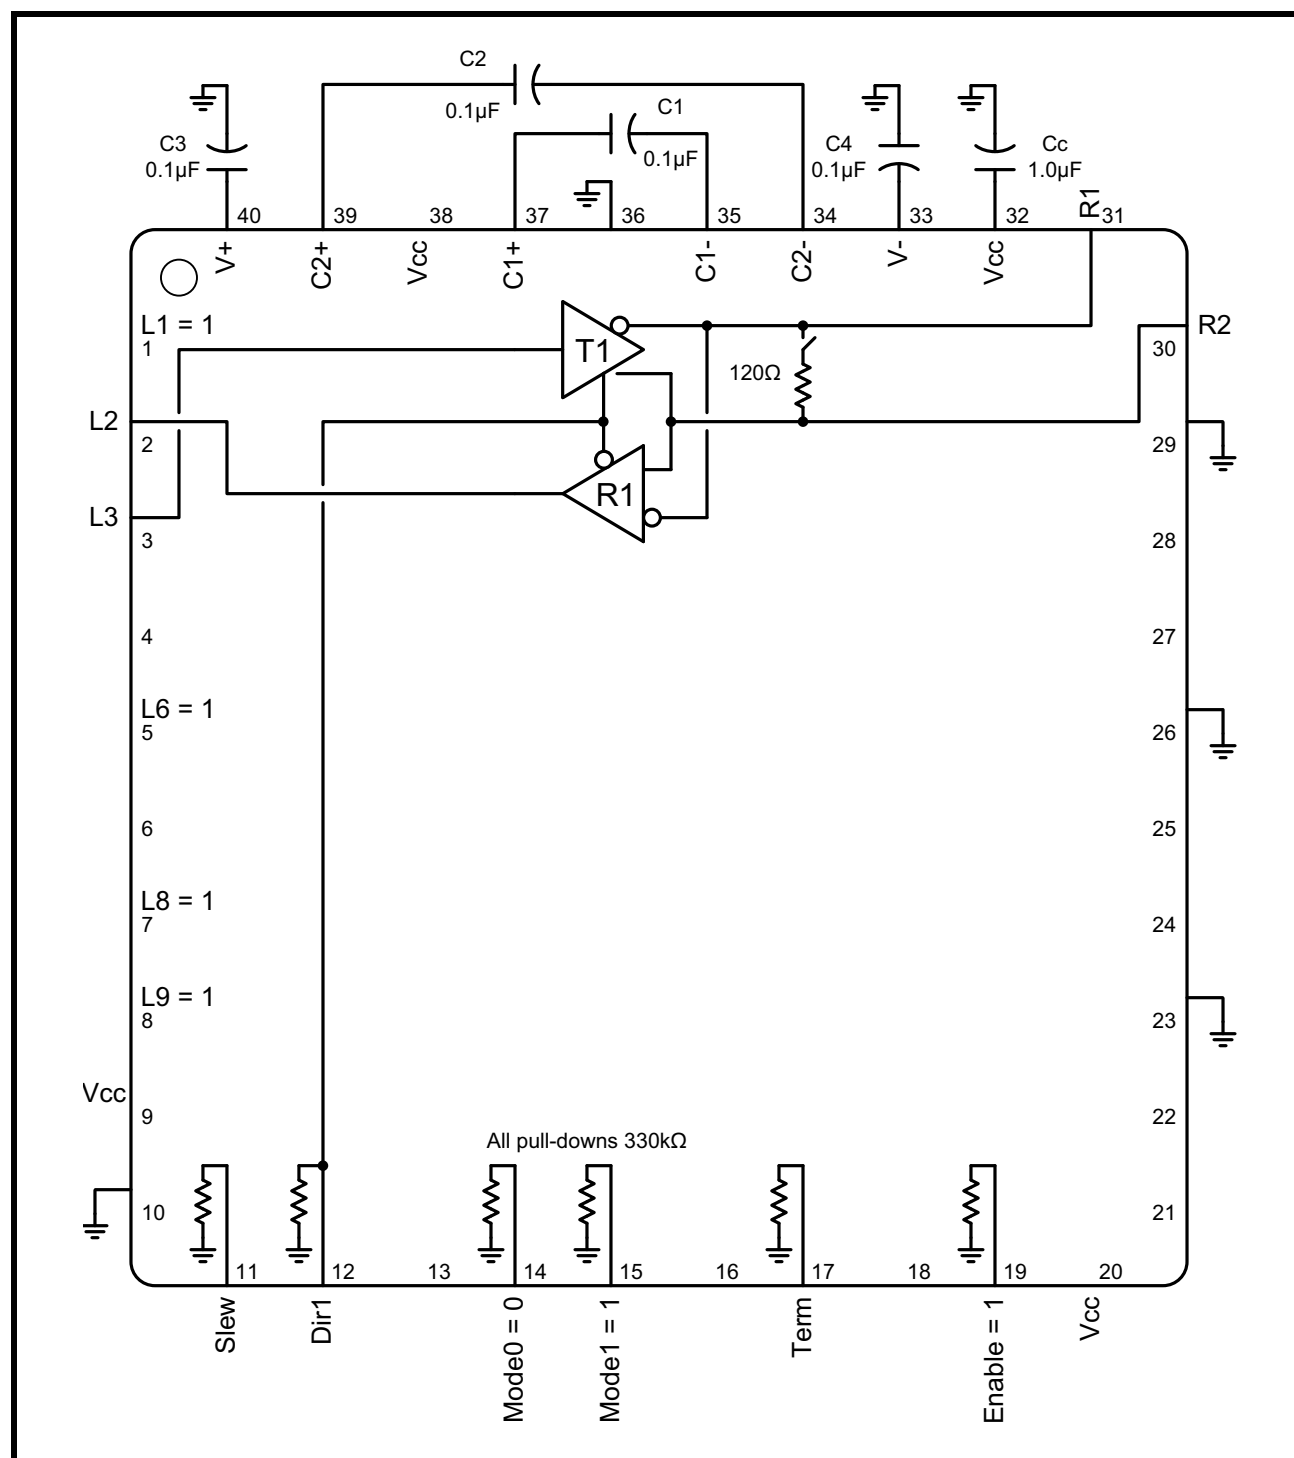 C2
0.1µF
C1
0.1µF
C3
0.1µF
C4
0.1µF
Cc
1.0µF
R1
40
39
38
37
36
35
34
33
32
31
V+
C2+
Vcc
C1+
C1-
C2-
V-
Vcc
L1 = 1
1
T1
120Ω
R2
30
L2
2
29
R1
L3
3
28
4
27
L6 = 1
5
26
6
25
L8 = 1
7
24
L9 = 1
8
23
Vcc
9
22
All pull-downs 330kΩ
10
21
11
12
13
14
15
16
17
18
19
20
Slew
Dir1
Mode0 = 0
Mode1 = 1
Term
Enable = 1
Vcc